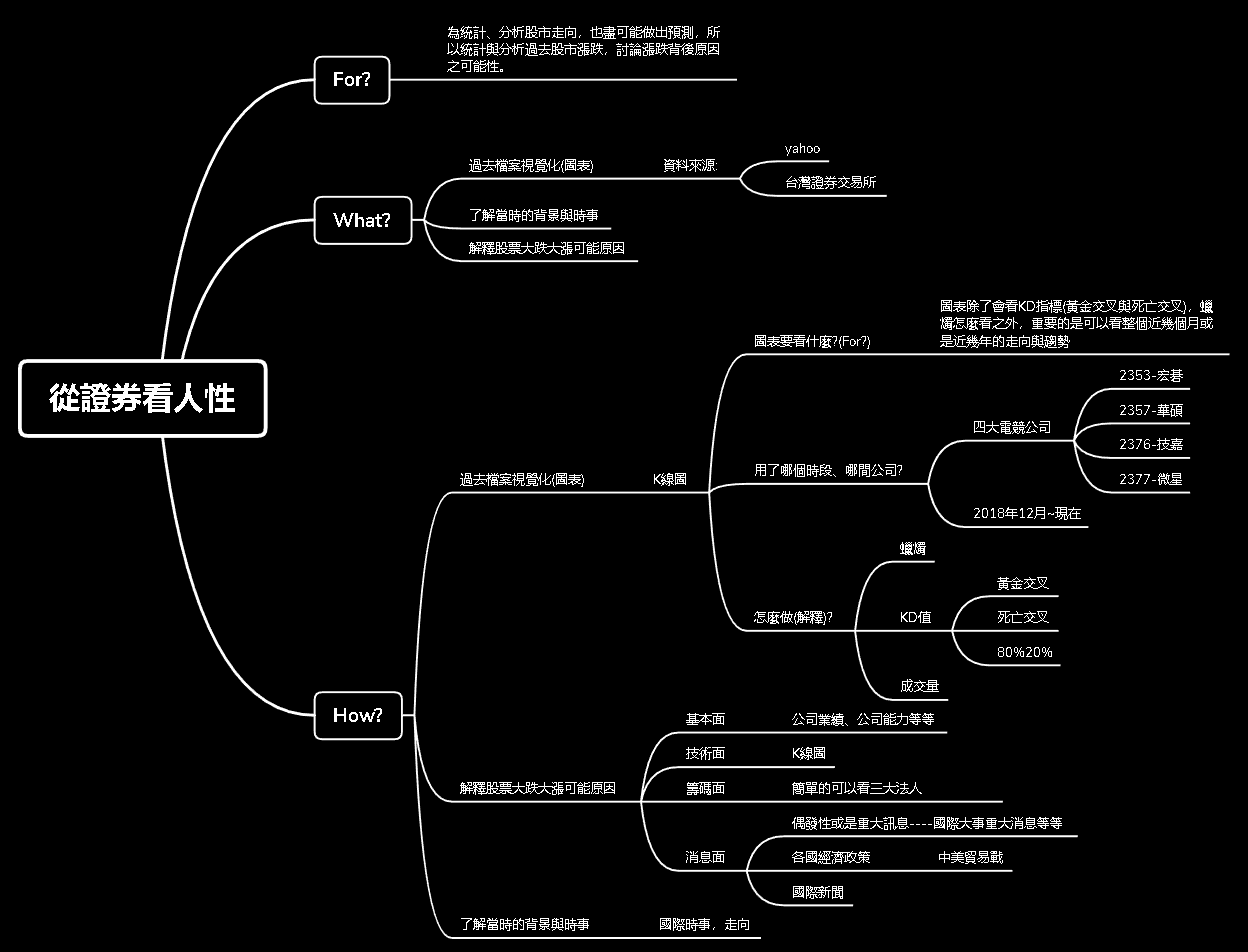 為統計、分析股市走向，也盡可能做出預測，所
以統計與分析過去股市漲跌，討論漲跌背後原因
之可能性。
For?
yahoo
過去檔案視覺化(圖表)
資料來源:
台灣證券交易所
What?
了解當時的背景與時事
解釋股票大跌大漲可能原因
圖表除了會看KD指標(黃金交叉與死亡交叉)，蠟
燭怎麼看之外，重要的是可以看整個近幾個月或
是近幾年的走向與趨勢
圖表要看什麼?(For?)
從證券看人性
2353-宏碁
2357-華碩
四大電競公司
2376-技嘉
2377-微星
用了哪個時段、哪間公司?
2018年12月~現在
過去檔案視覺化(圖表)
K線圖
蠟燭
黃金交叉
怎麼做(解釋)?
KD值
死亡交叉
80%20%
成交量
How?
基本面
公司業績、公司能力等等
技術面
K線圖
解釋股票大跌大漲可能原因
籌碼面
簡單的可以看三大法人
偶發性或是重大訊息----國際大事重大消息等等
消息面
各國經濟政策
中美貿易戰
國際新聞
了解當時的背景與時事
國際時事，走向